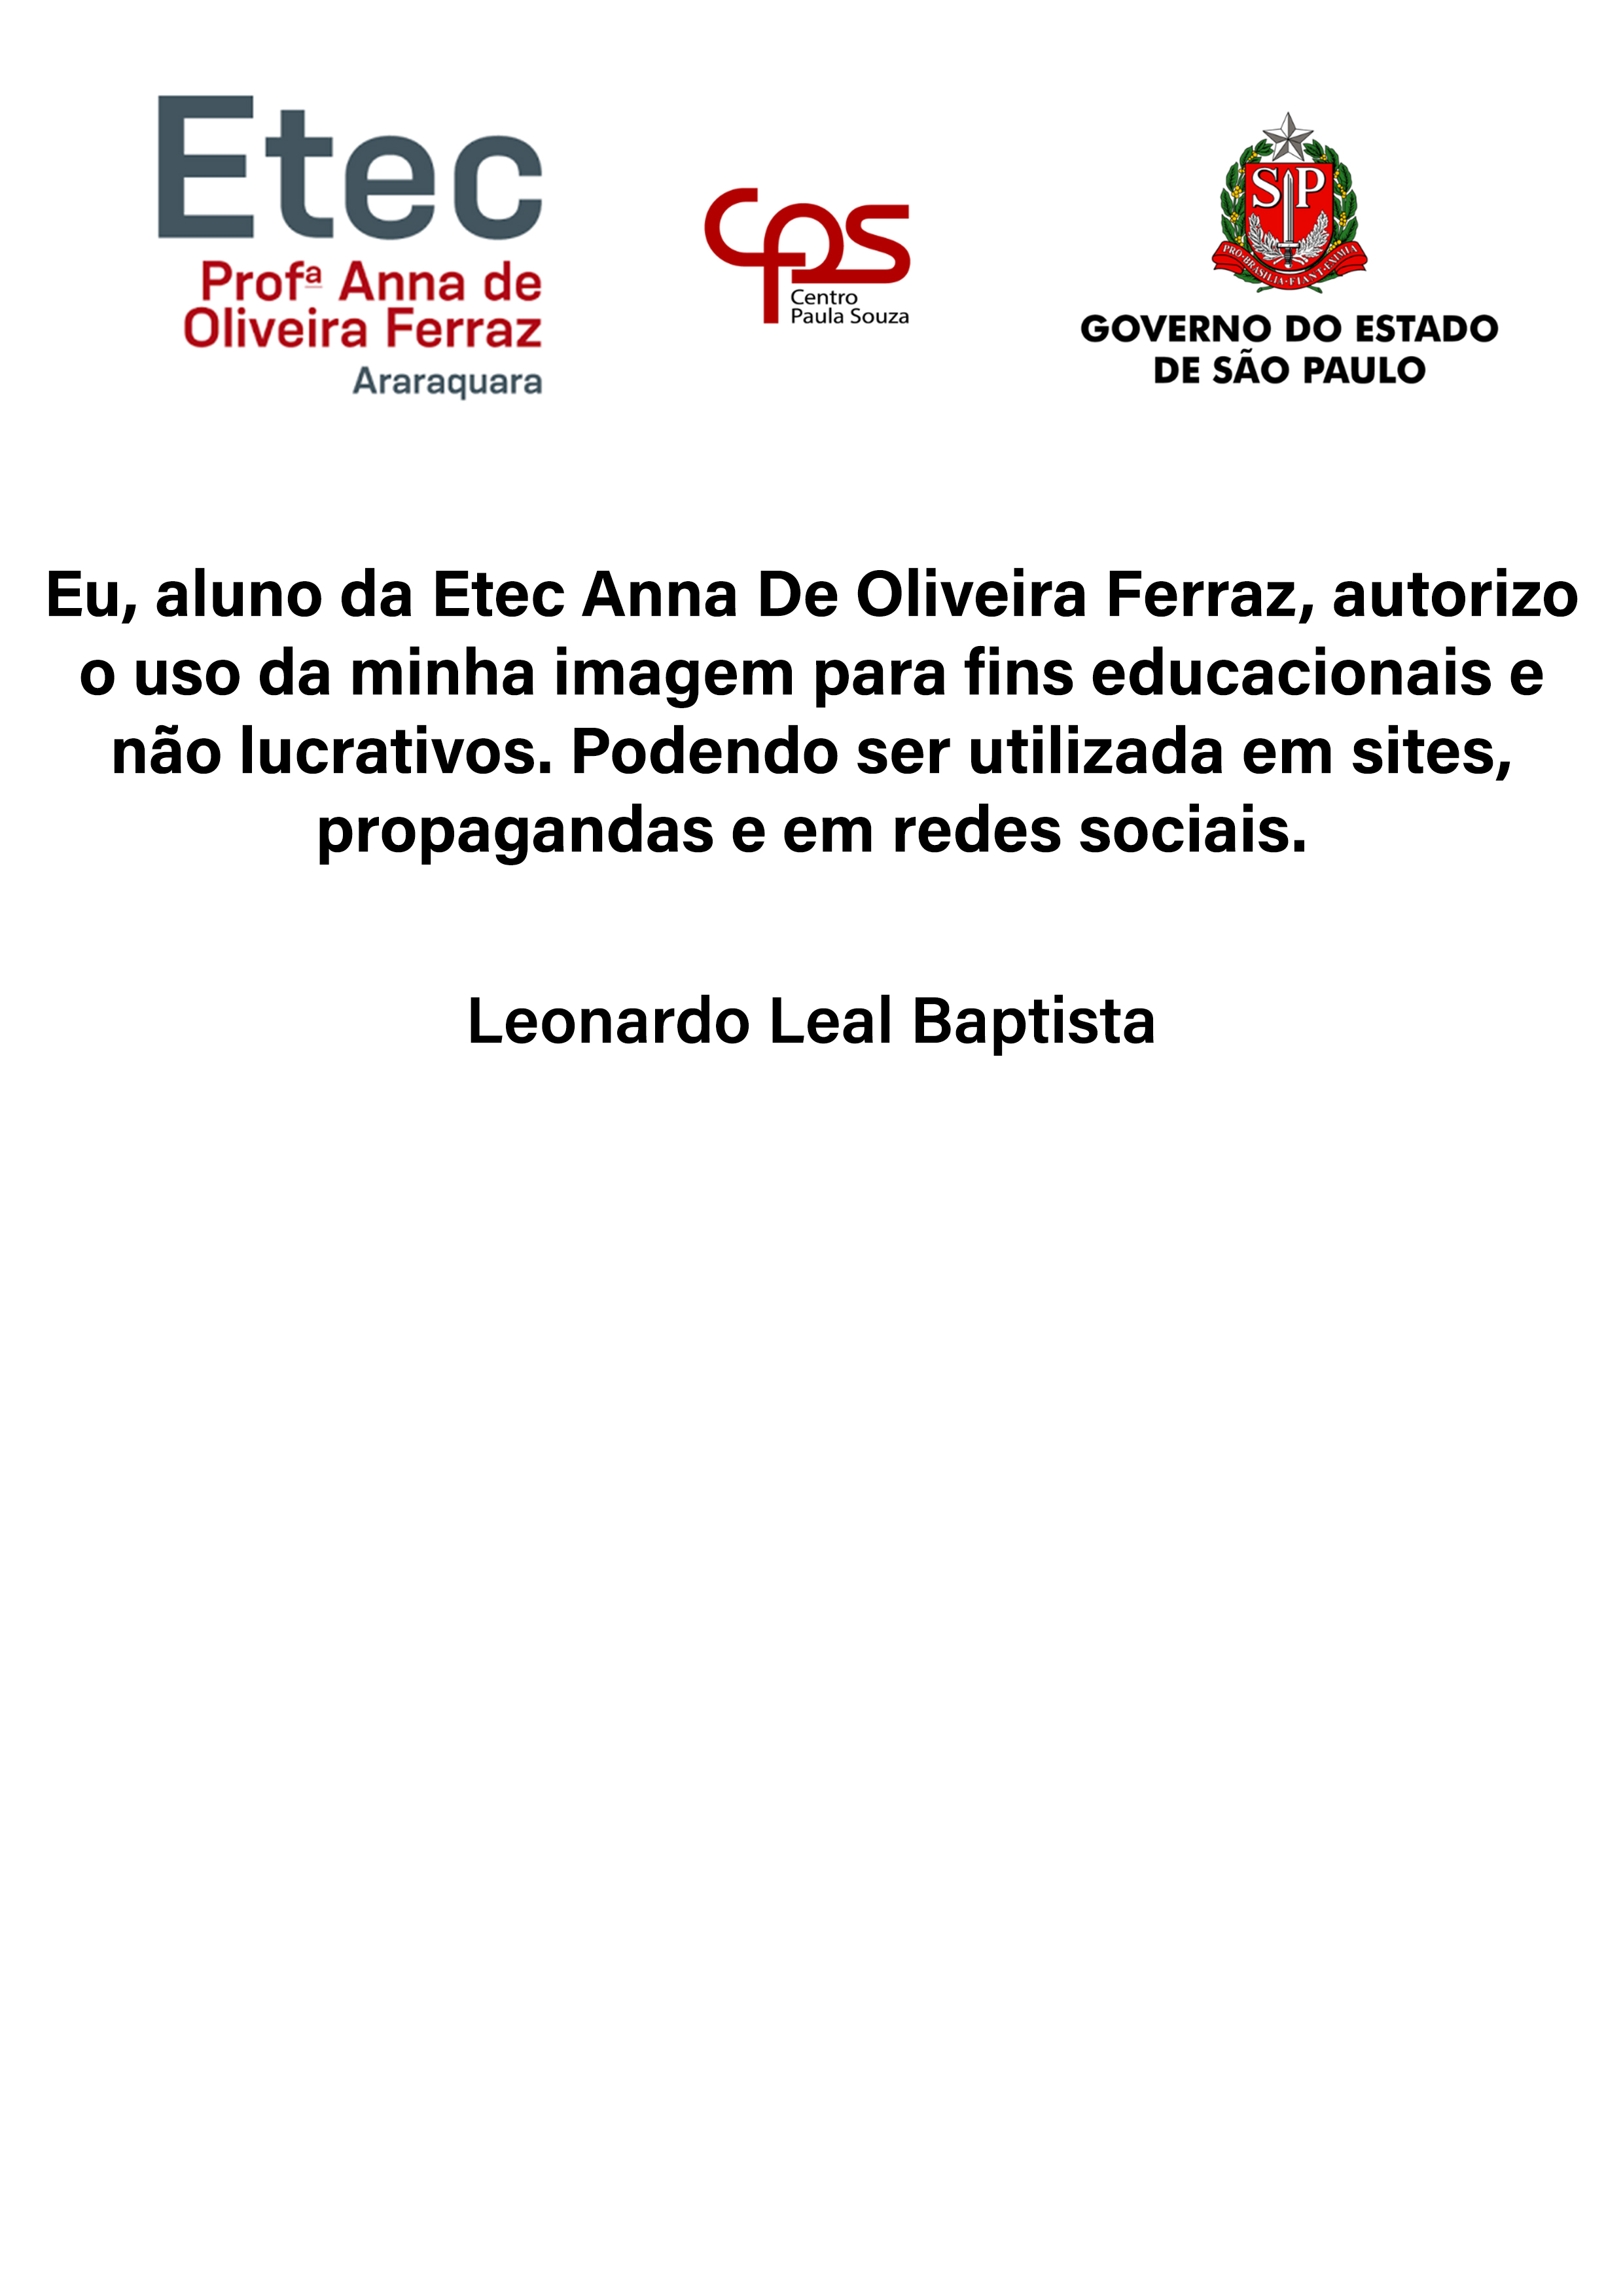 Etec
Profª Anna de
Oliveira Ferraz
Araraquara
cps
Centro
Paula Souza
SP
PRO·BRASILIA·FIANT·EXIMIA
GOVERNO DO ESTADO
DE SÃO PAULO
Eu, aluno da Etec Anna De Oliveira Ferraz, autorizo
o uso da minha imagem para fins educacionais e
não lucrativos. Podendo ser utilizada em sites,
propagandas e em redes sociais.
Leonardo Leal Baptista